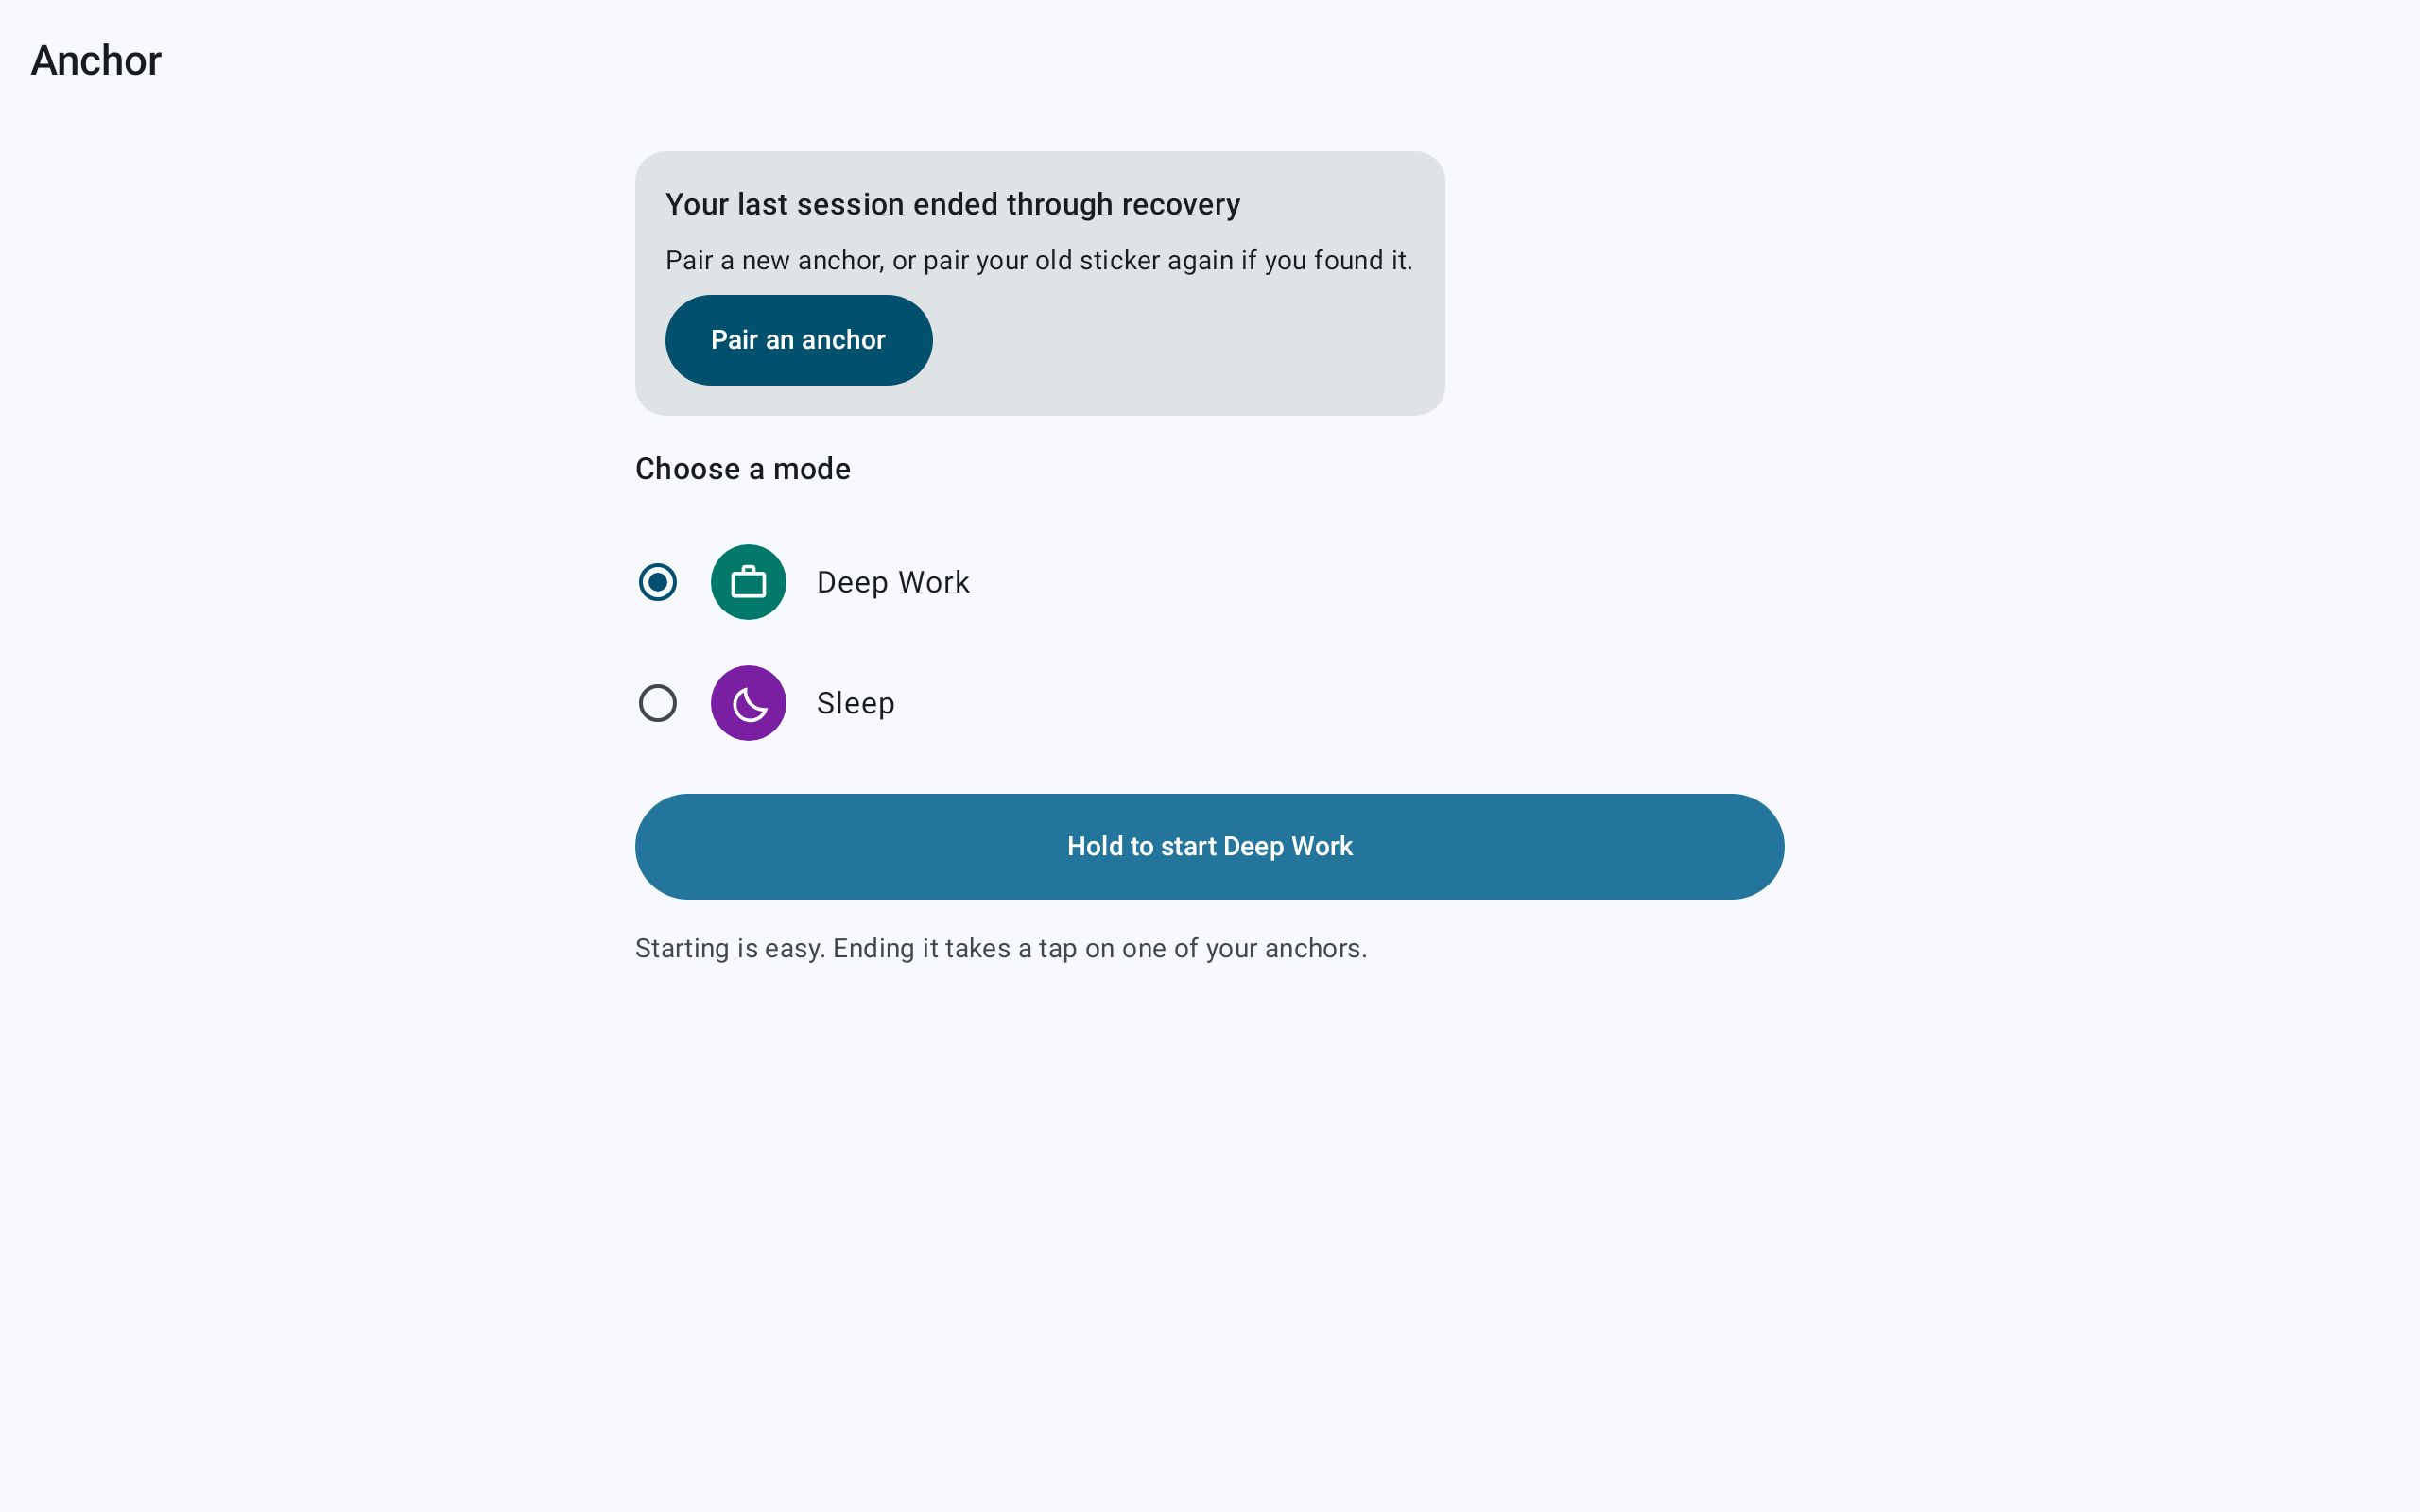 Anchor
Your last session ended through recovery
Pair a new anchor, or pair your old sticker again if you found it.
Pair an anchor
Choose a mode
Deep Work
Sleep
Hold to start Deep Work
Starting is easy. Ending it takes a tap on one of your anchors.